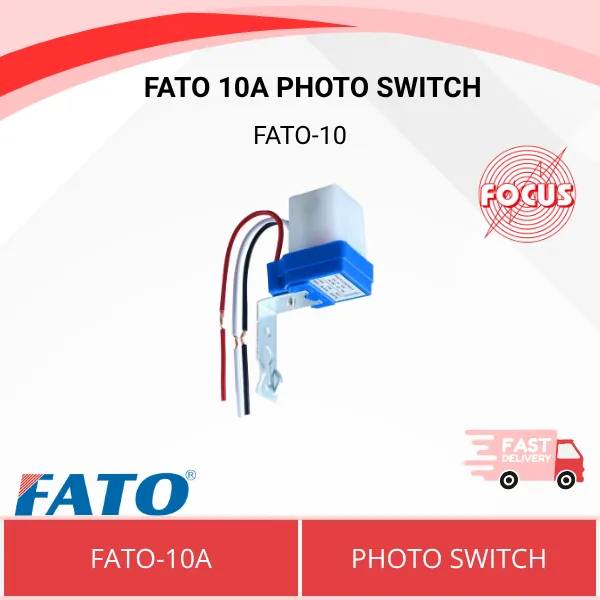 FATO 10A PHOTO SWITCH
FATO-10
FOCUS
FAST
DELIVERY
FATO®
FATO-10A
PHOTO SWITCH